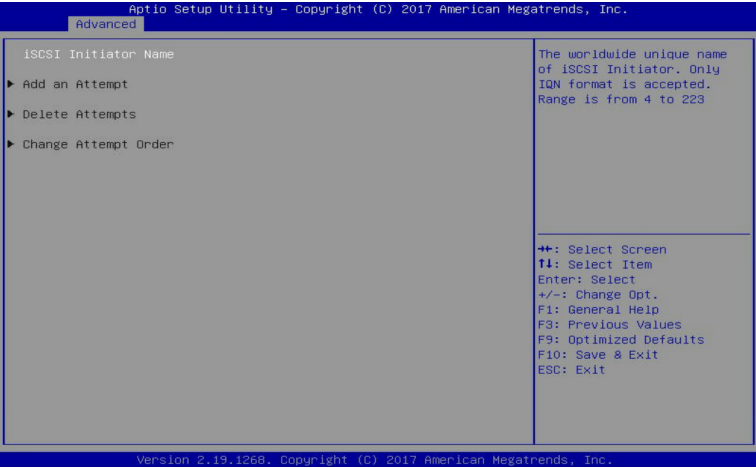 Aptio Setup Utility – Copyright (C) 2017 American Megatrends, Inc.
Advanced
iSCSI Initiator Name
▶ Add an Attempt
▶ Delete Attempts
▶ Change Attempt Order
The worldwide unique name
of iSCSI Initiator. Only
IQN format is accepted.
Range is from 4 to 223
→←: Select Screen
↑↓: Select Item
Enter: Select
+/-: Change Opt.
F1: General Help
F3: Previous Values
F9: Optimized Defaults
F10: Save & Exit
ESC: Exit
Version 2.19.1268. Copyright (C) 2017 American Megatrends, Inc.